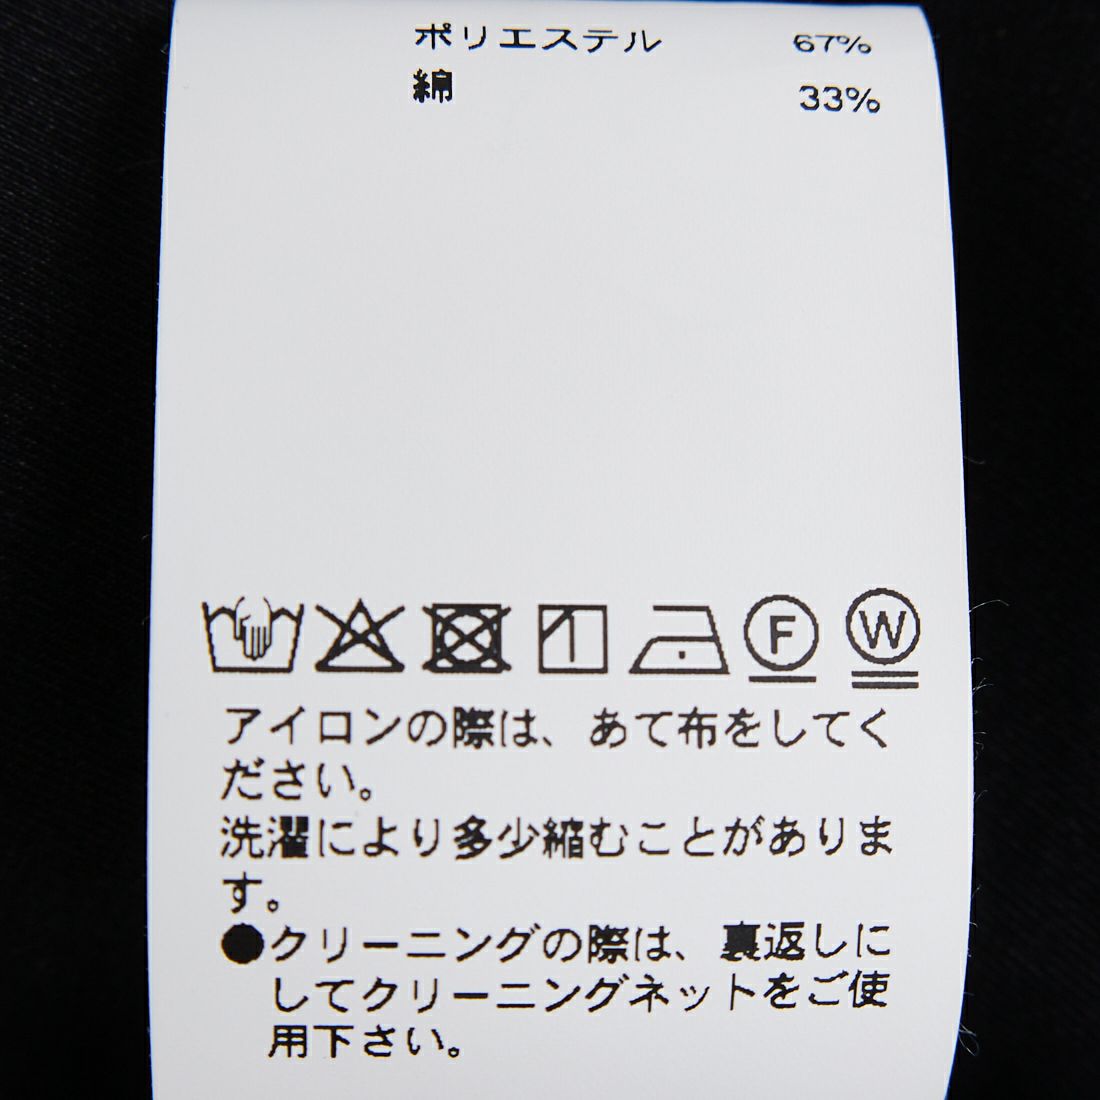 ポリエステル 67%
綿 33%
F W
アイロンの際は、あて布をしてく
ださい。
洗濯により多少縮むことがありま
す。
●クリーニングの際は、裏返しに
してクリーニングネットをご使
用下さい。